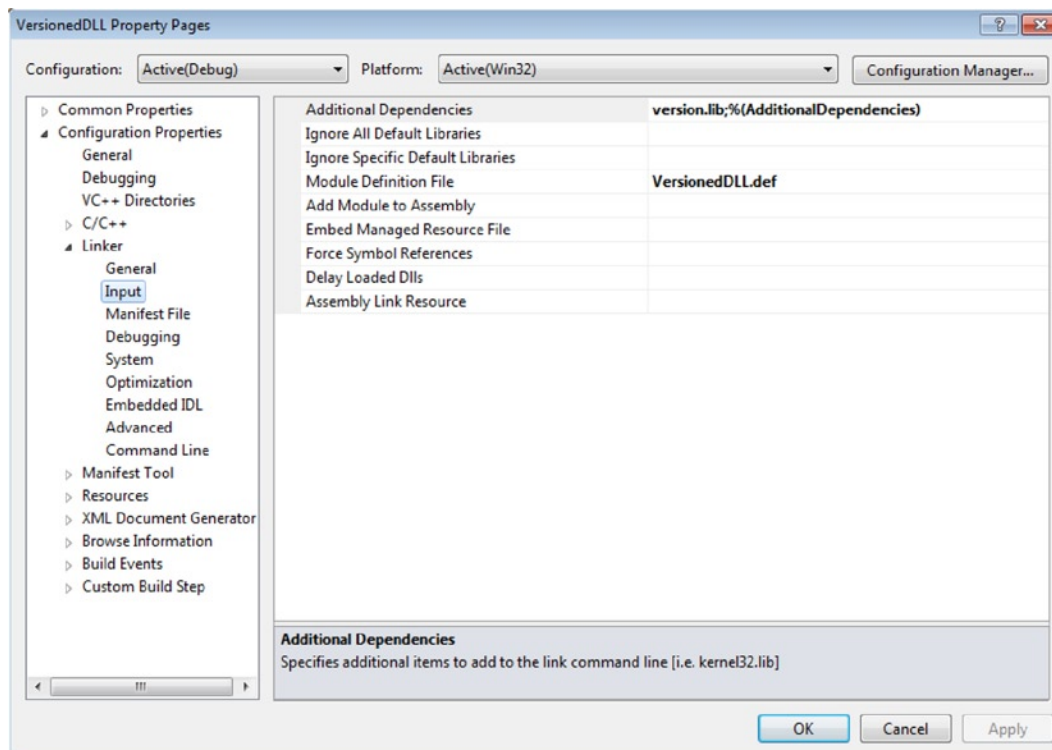 VersionedDLL Property Pages
Configuration: Active(Debug) Platform: Active(Win32) Configuration Manager...
Common Properties
Configuration Properties
General
Debugging
VC++ Directories
C/C++
Linker
General
Input
Manifest File
Debugging
System
Optimization
Embedded IDL
Advanced
Command Line
Manifest Tool
Resources
XML Document Generator
Browse Information
Build Events
Custom Build Step
Additional Dependencies version.lib;%(AdditionalDependencies)
Ignore All Default Libraries
Ignore Specific Default Libraries
Module Definition File VersionedDLL.def
Add Module to Assembly
Embed Managed Resource File
Force Symbol References
Delay Loaded Dlls
Assembly Link Resource
Additional Dependencies
Specifies additional items to add to the link command line [i.e. kernel32.lib]
OK Cancel Apply